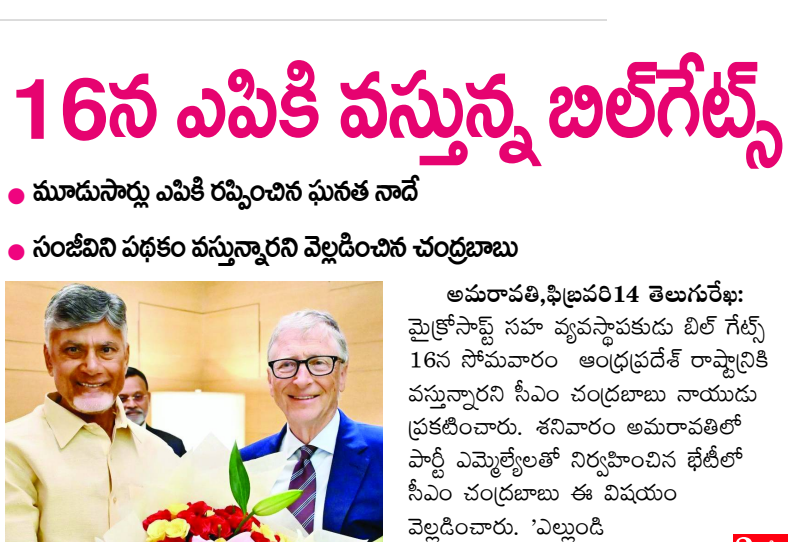 16న ఎపికి వస్తున్న బిల్‌గేట్స్
● మూడుసార్లు ఎపికి రప్పించిన ఘనత నాదే
● సంజీవిని పథకం వస్తున్నారని వెల్లడించిన చంద్రబాబు
అమరావతి,ఫిబ్రవరి14 తెలుగురేఖ:
మైక్రోసాప్ట్ సహ వ్యవస్థాపకుడు బిల్ గేట్స్
16న సోమవారం ఆంధ్రప్రదేశ్ రాష్ట్రానికి
వస్తున్నారని సీఎం చంద్రబాబు నాయుడు
ప్రకటించారు. శనివారం అమరావతిలో
పార్టీ ఎమ్మెల్యేలతో నిర్వహించిన భేటీలో
సీఎం చంద్రబాబు ఈ విషయం
వెల్లడించారు. 'ఎల్లుండి